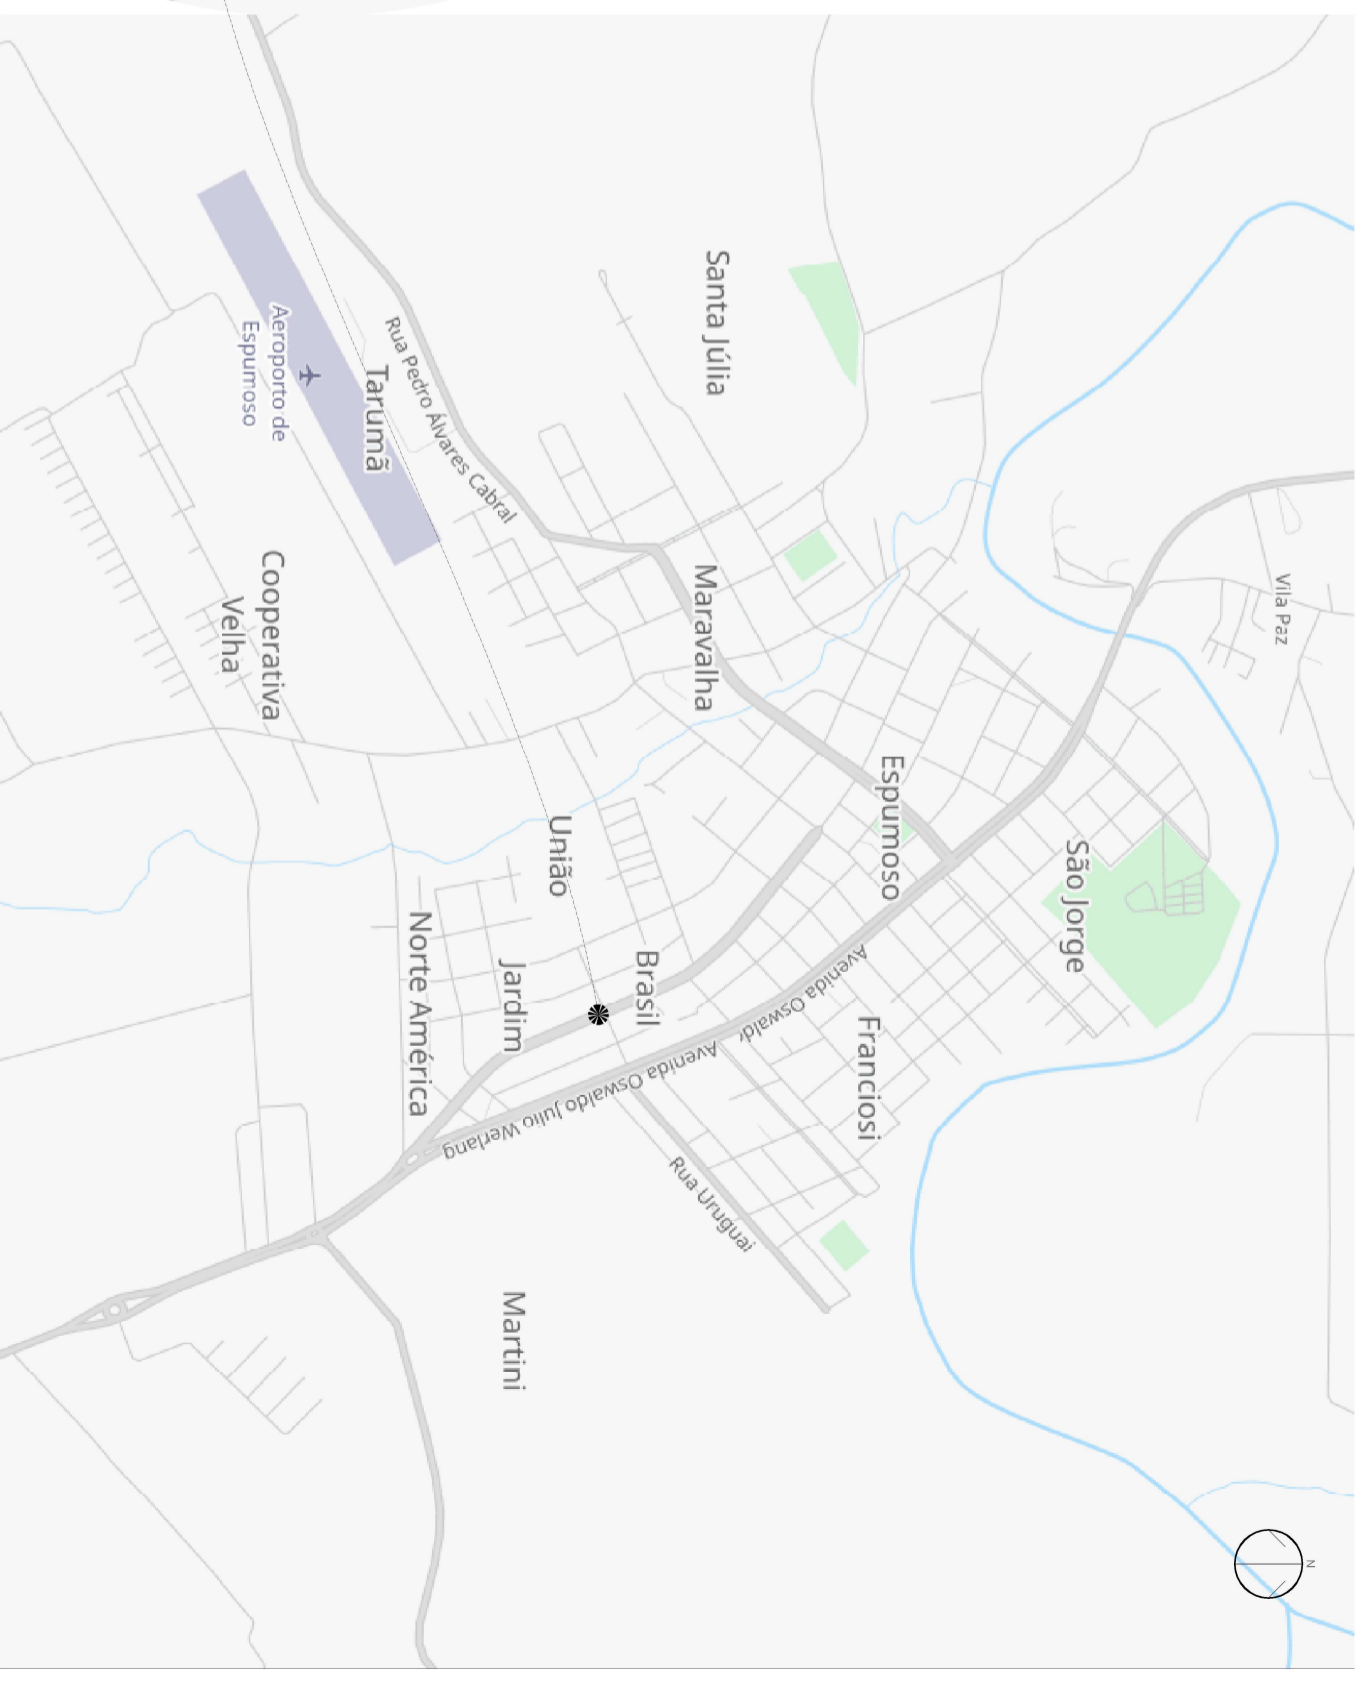 Vila Paz
São Jorge
Espumoso
Franciosi
Santa Júlia
Maravalha
Avenida Oswald
Avenida Oswaldo Julio Werlang
Rua Uruguai
Brasil
União
Jardim
Martini
Rua Pedro Álvares Cabral
Tarumã
Norte América
Aeroporto de
Espumoso
Cooperativa
Velha
N